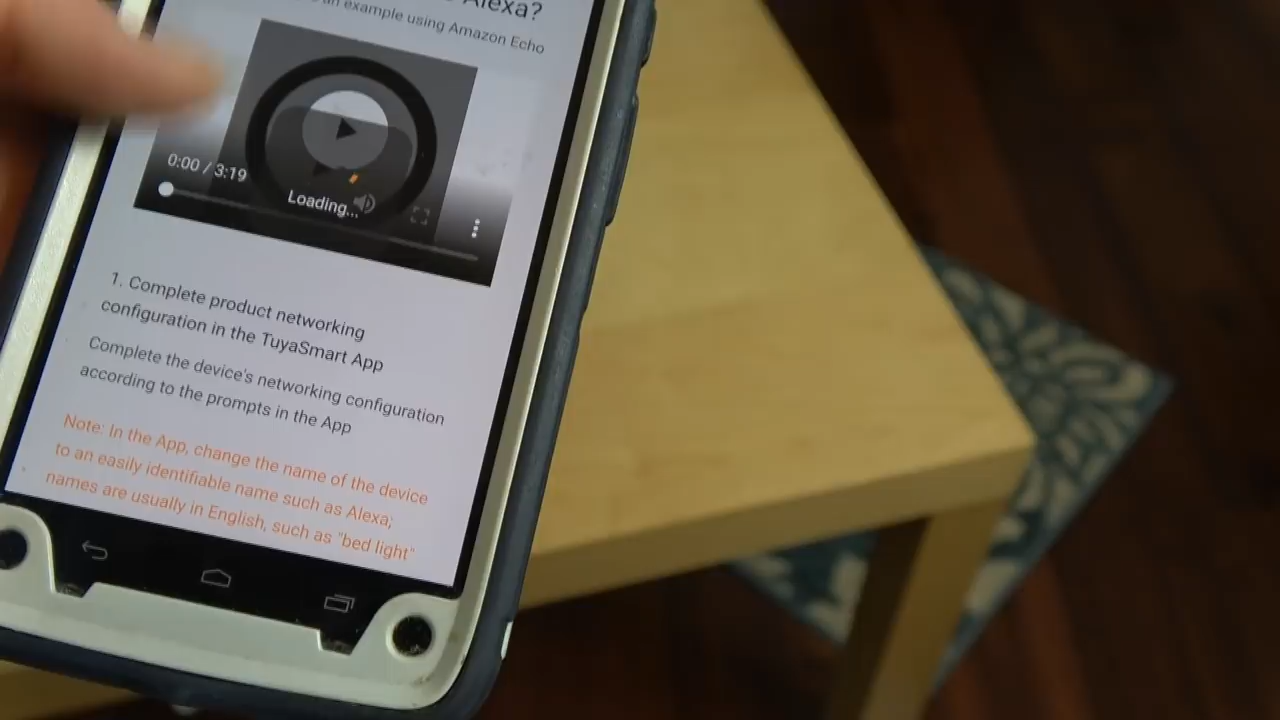 Alexa?
an example using Amazon Echo
0:00 / 3:19
Loading...
1. Complete product networking
configuration in the TuyaSmart App
Complete the device's networking configuration
according to the prompts in the App
Note: In the App, change the name of the device
to an easily identifiable name such as Alexa;
names are usually in English, such as "bed light"